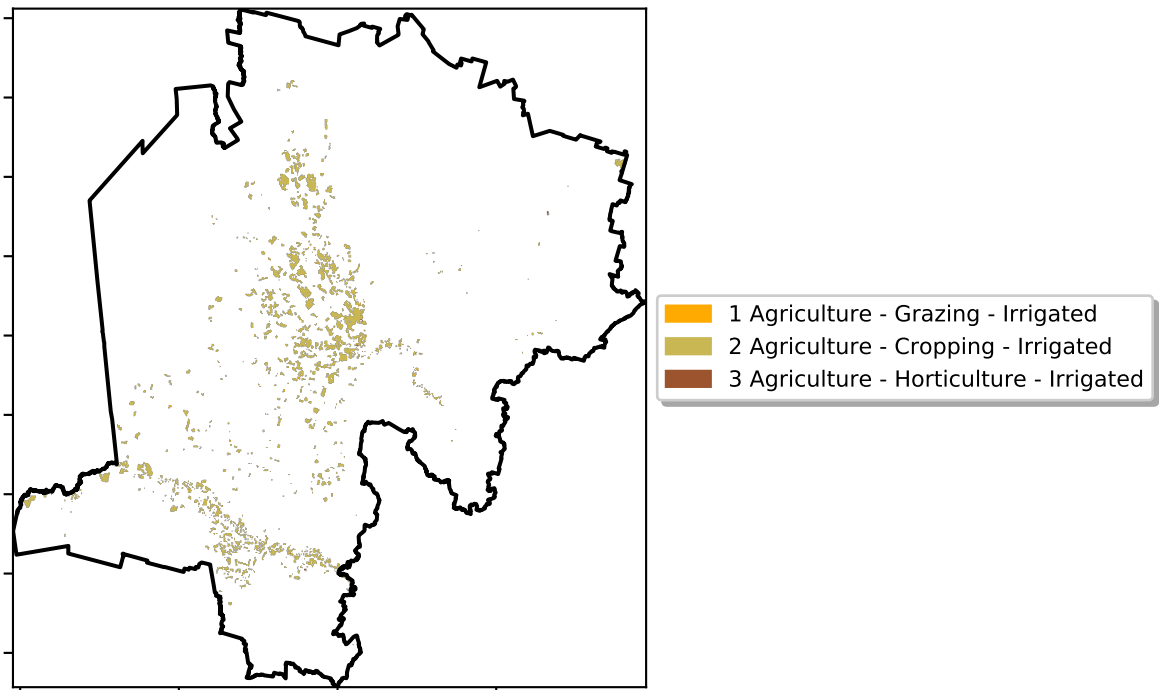 1 Agriculture - Grazing - Irrigated
2 Agriculture - Cropping - Irrigated
3 Agriculture - Horticulture - Irrigated